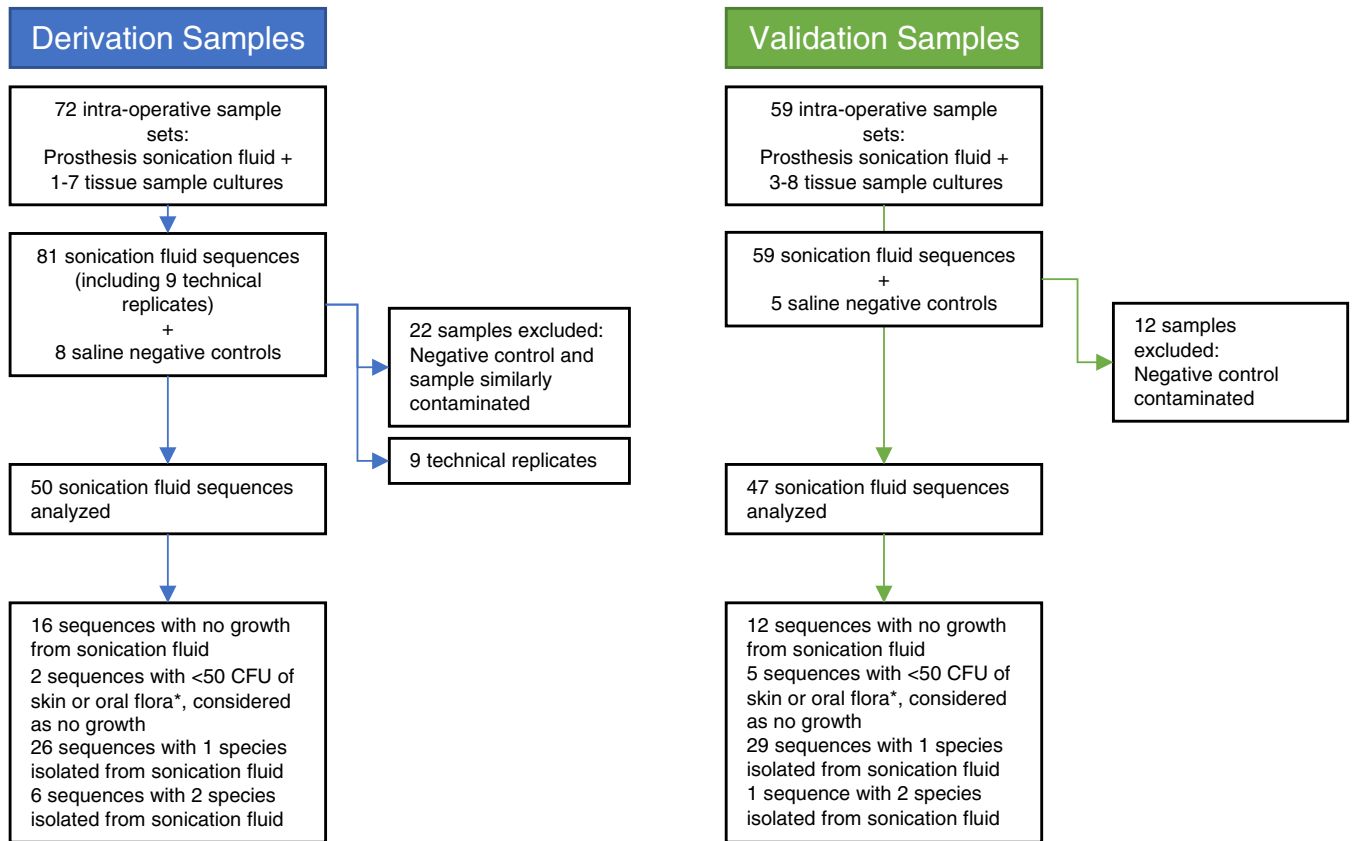 Derivation Samples
72 intra-operative sample
sets:
Prosthesis sonication fluid +
1-7 tissue sample cultures
81 sonication fluid sequences
(including 9 technical
replicates)
+
8 saline negative controls
22 samples excluded:
Negative control and
sample similarly
contaminated
9 technical replicates
50 sonication fluid sequences
analyzed
16 sequences with no growth
from sonication fluid
2 sequences with <50 CFU of
skin or oral flora*, considered
as no growth
26 sequences with 1 species
isolated from sonication fluid
6 sequences with 2 species
isolated from sonication fluid
Validation Samples
59 intra-operative sample
sets:
Prosthesis sonication fluid +
3-8 tissue sample cultures
59 sonication fluid sequences
+
5 saline negative controls
12 samples
excluded:
Negative control
contaminated
47 sonication fluid sequences
analyzed
12 sequences with no growth
from sonication fluid
5 sequences with <50 CFU of
skin or oral flora*, considered
as no growth
29 sequences with 1 species
isolated from sonication fluid
1 sequence with 2 species
isolated from sonication fluid